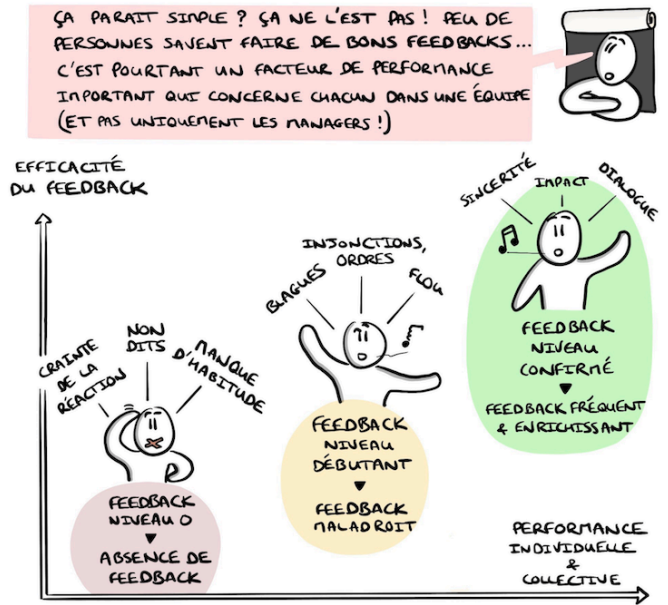 ÇA PARAIT SIMPLE ? ÇA NE L'EST PAS ! PEU DE
PERSONNES SAVENT FAIRE DE BONS FEEDBACKS...
C'EST POURTANT UN FACTEUR DE PERFORMANCE
IMPORTANT QUI CONCERNE CHACUN DANS UNE ÉQUIPE
(ET PAS UNIQUEMENT LES MANAGERS !)
EFFICACITÉ
DU FEEDBACK
CRAINTE
DE LA
RÉACTION
NON
DITS
MANQUE
D'HABITUDE
FEEDBACK
NIVEAU 0
ABSENCE DE
FEEDBACK
BLAGUES
INJONCTIONS,
ORDRES
FLOU
FEEDBACK
NIVEAU
DÉBUTANT
FEEDBACK
MALADROIT
SINCERITÉ
IMPACT
DIALOGUE
FEEDBACK
NIVEAU
CONFIRMÉ
FEEDBACK FRÉQUENT
& ENRICHISSANT
PERFORMANCE
INDIVIDUELLE
&
COLLECTIVE